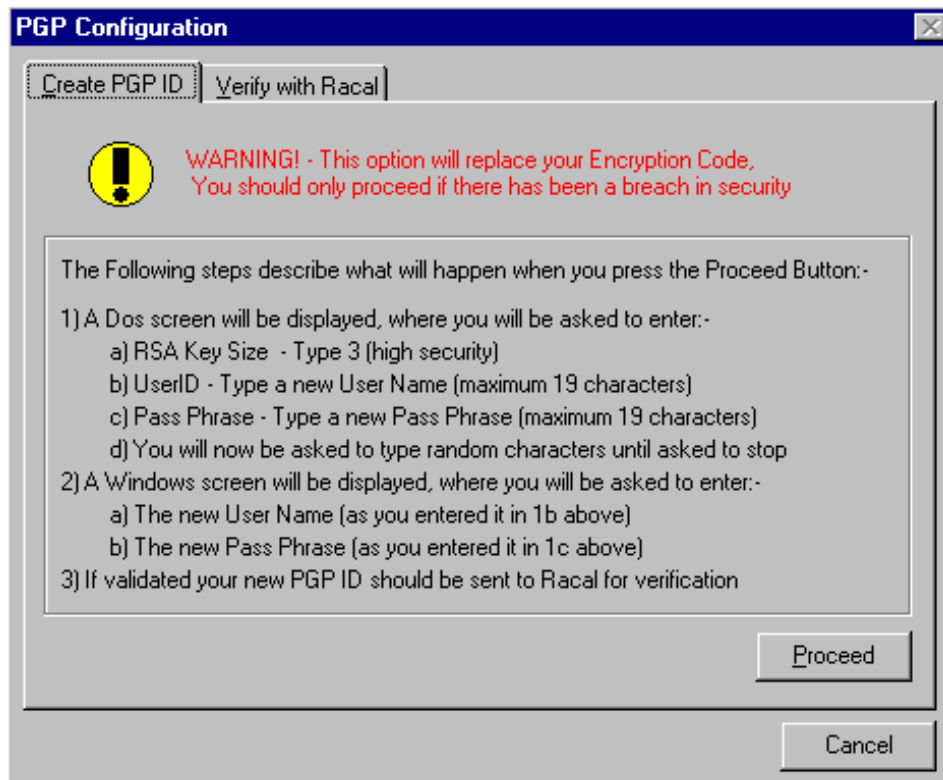 PGP Configuration
Create PGP ID
Verify with Racal
WARNING! - This option will replace your Encryption Code,
You should only proceed if there has been a breach in security
The Following steps describe what will happen when you press the Proceed Button:-
1) A Dos screen will be displayed, where you will be asked to enter:-
a) RSA Key Size - Type 3 (high security)
b) UserID - Type a new User Name (maximum 19 characters)
c) Pass Phrase - Type a new Pass Phrase (maximum 19 characters)
d) You will now be asked to type random characters until asked to stop
2) A Windows screen will be displayed, where you will be asked to enter:-
a) The new User Name (as you entered it in 1b above)
b) The new Pass Phrase (as you entered it in 1c above)
3) If validated your new PGP ID should be sent to Racal for verification
Proceed
Cancel